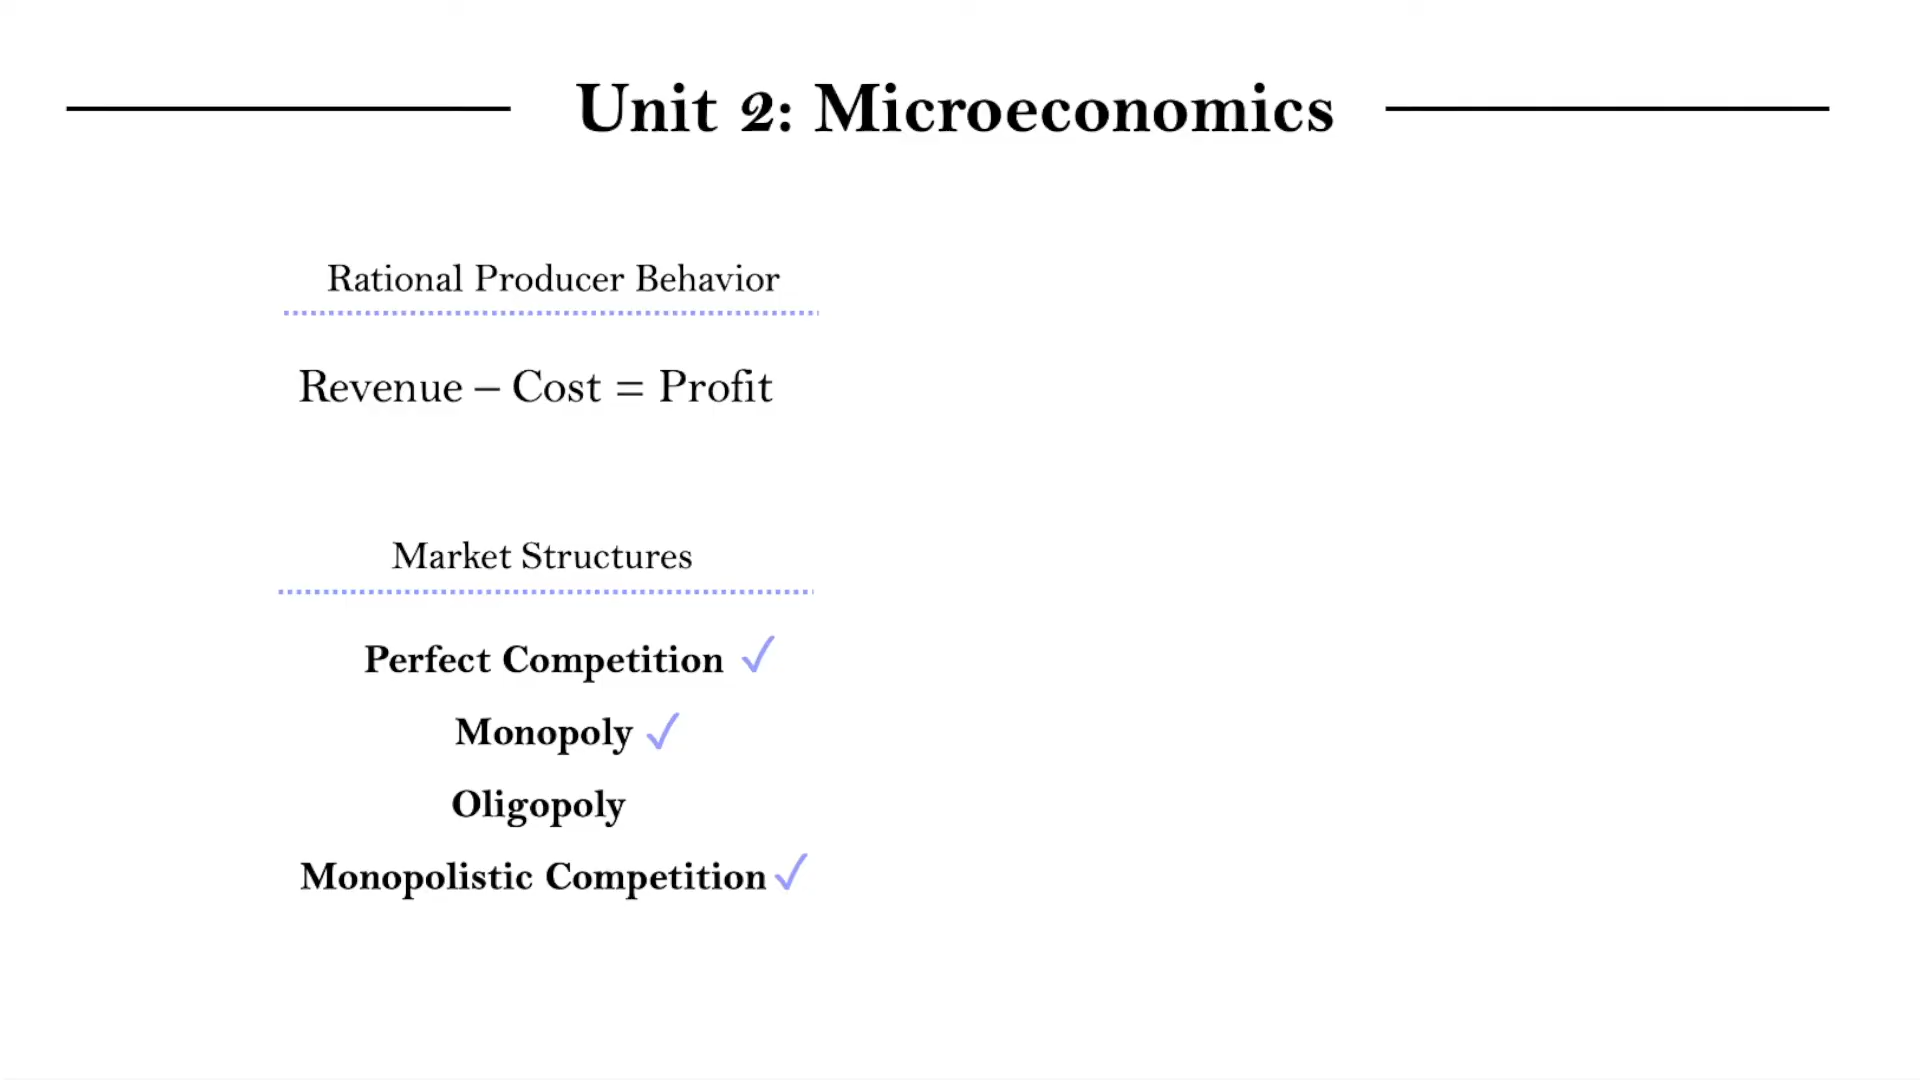 Unit 2: Microeconomics
Rational Producer Behavior
Revenue – Cost = Profit
Market Structures
Perfect Competition ✓
Monopoly ✓
Oligopoly
Monopolistic Competition ✓